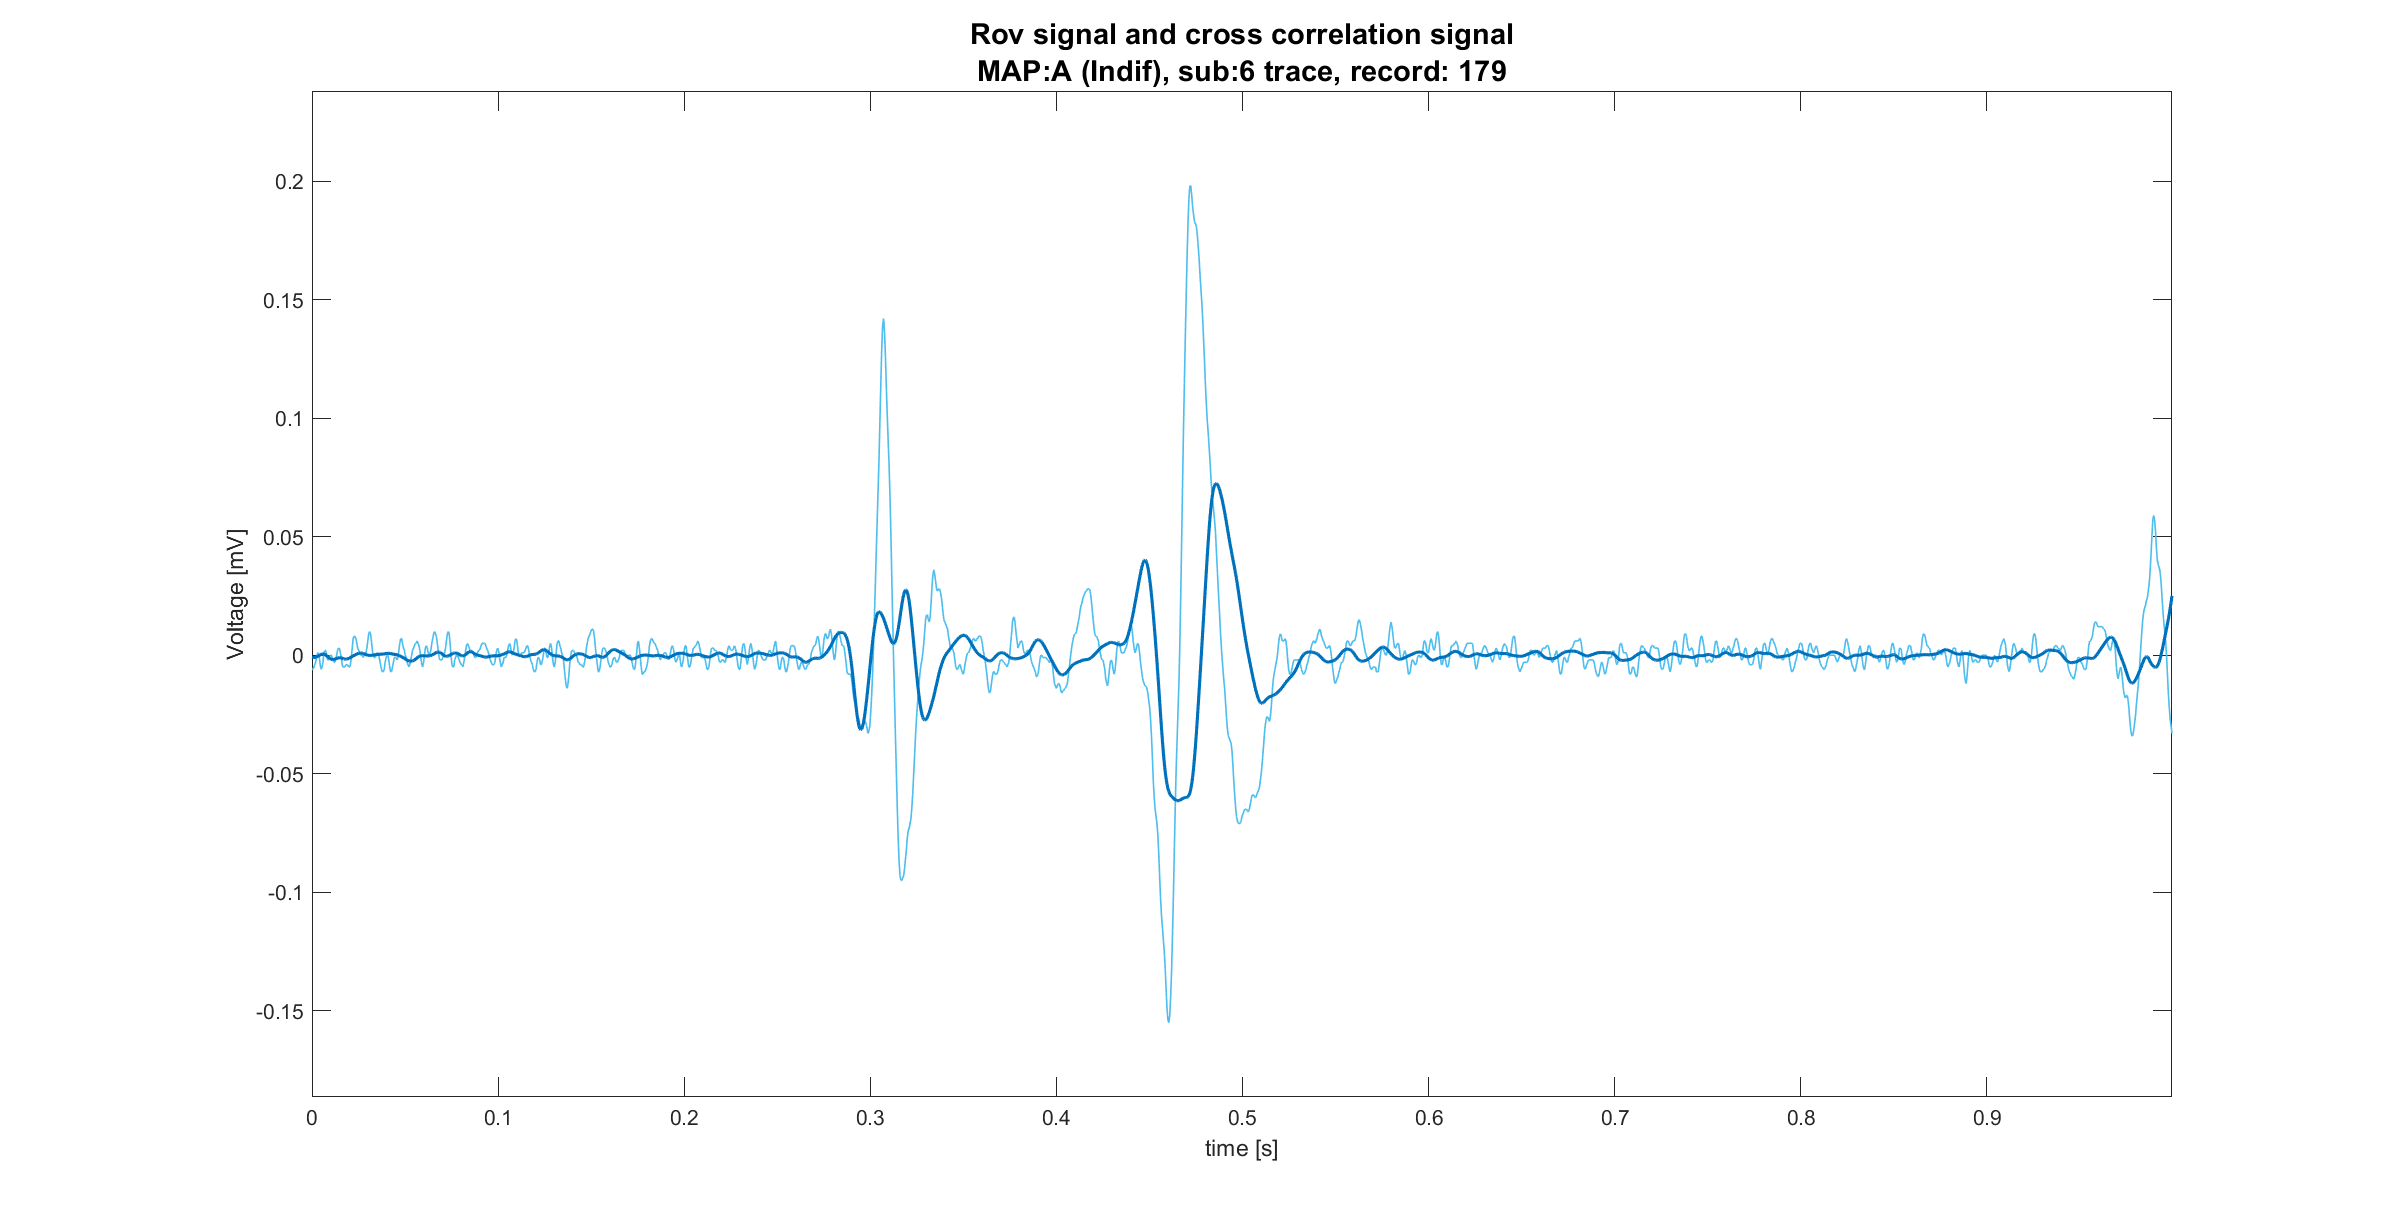 Rov signal and cross correlation signal
MAP:A (Indif), sub:6 trace, record: 179
0.2
0.15
0.1
0.05
0
-0.05
-0.1
-0.15
Voltage [mV]
0 0.1 0.2 0.3 0.4 0.5 0.6 0.7 0.8 0.9
time [s]